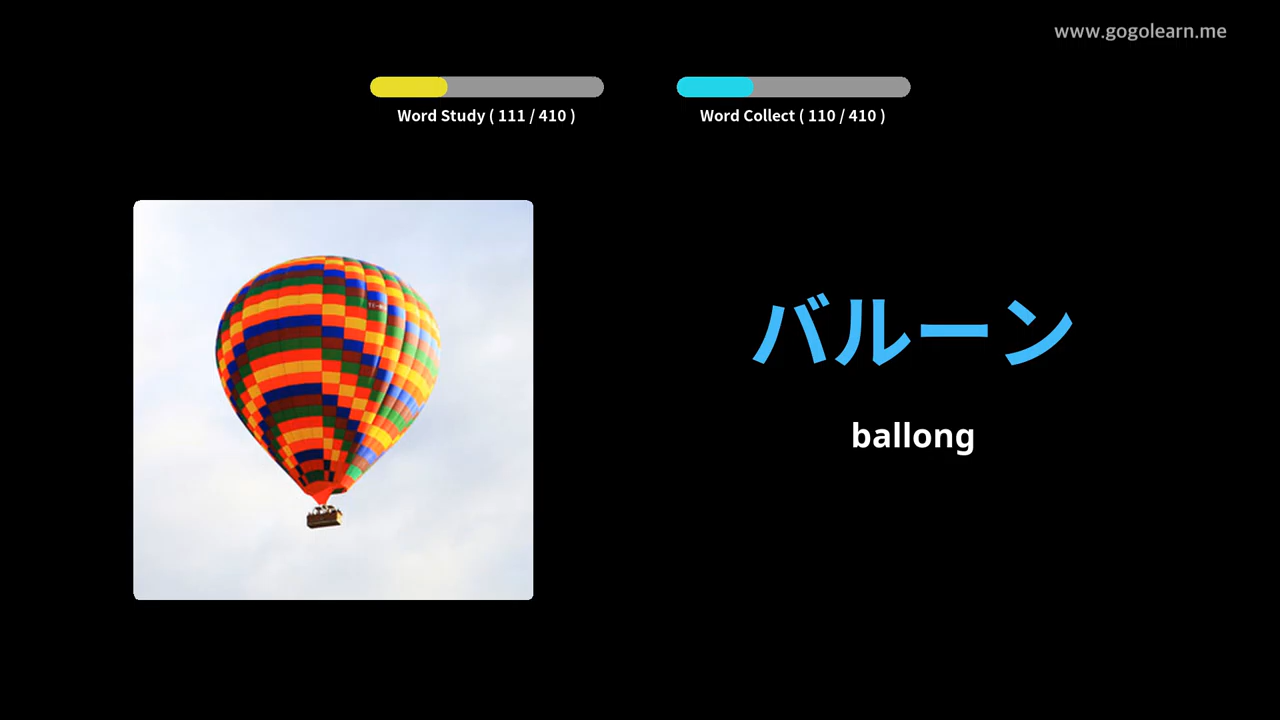 www.gogolearn.me
Word Study ( 111 / 410 )
Word Collect ( 110 / 410 )
バルーン
ballong